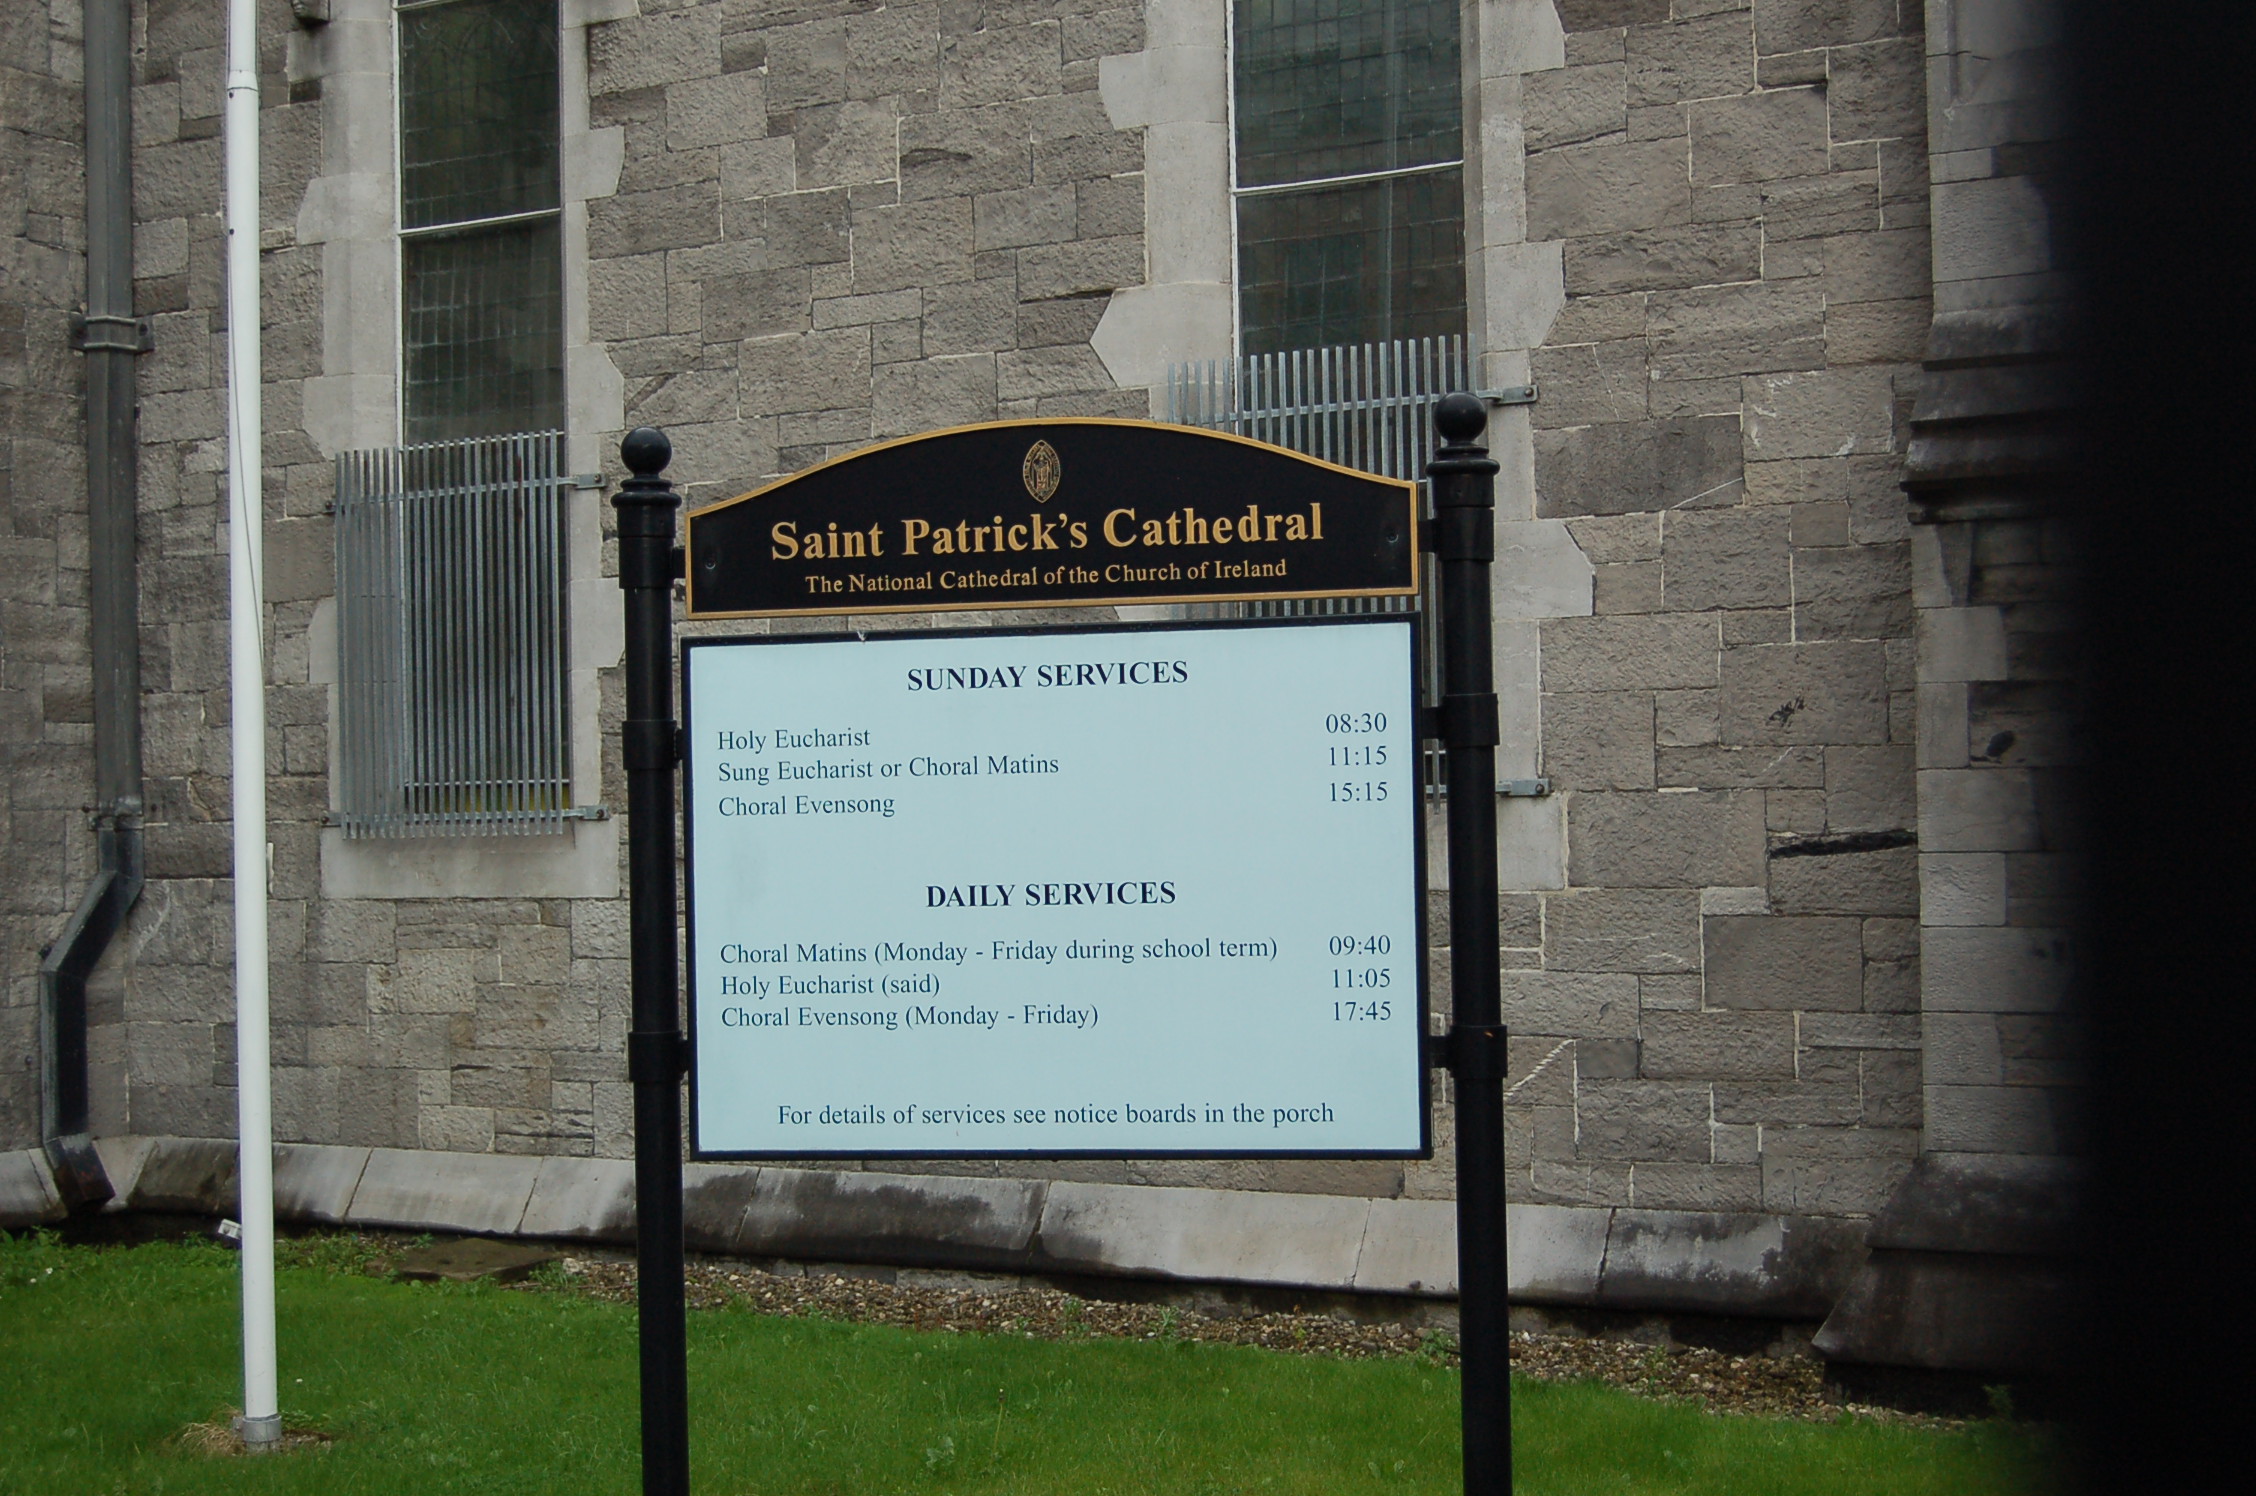 Saint Patrick's Cathedral
The National Cathedral of the Church of Ireland
SUNDAY SERVICES
Holy Eucharist 08:30
Sung Eucharist or Choral Matins 11:15
Choral Evensong 15:15
DAILY SERVICES
Choral Matins (Monday - Friday during school term) 09:40
Holy Eucharist (said) 11:05
Choral Evensong (Monday - Friday) 17:45
For details of services see notice boards in the porch